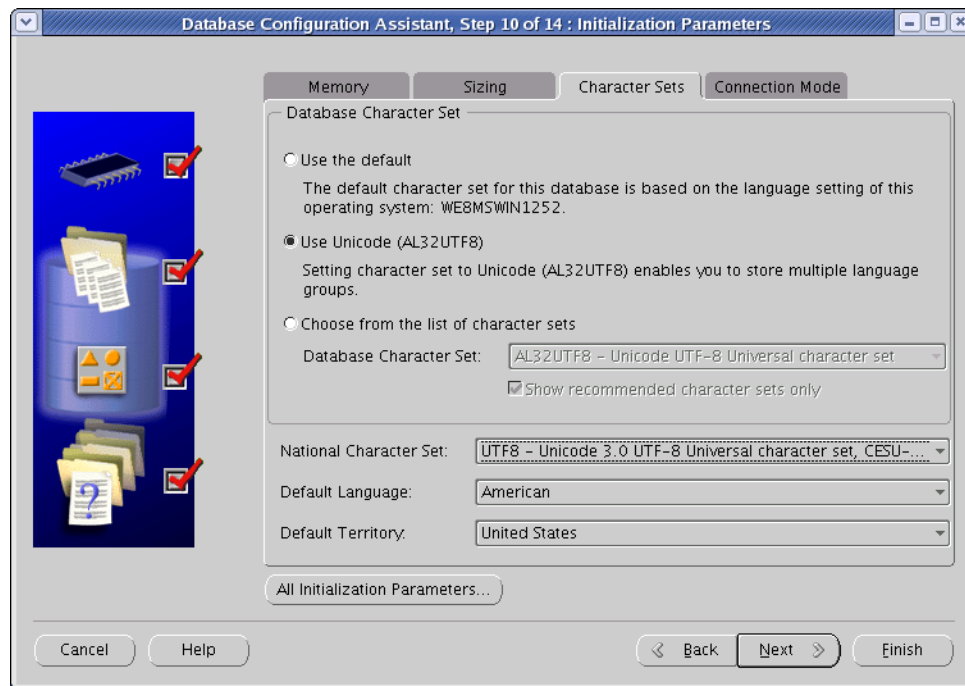 Database Configuration Assistant, Step 10 of 14 : Initialization Parameters
Memory Sizing Character Sets Connection Mode
Database Character Set
Use the default
The default character set for this database is based on the language setting of this
operating system: WE8MSWIN1252.
Use Unicode (AL32UTF8)
Setting character set to Unicode (AL32UTF8) enables you to store multiple language
groups.
Choose from the list of character sets
Database Character Set: AL32UTF8 - Unicode UTF-8 Universal character set
Show recommended character sets only
National Character Set: UTF8 - Unicode 3.0 UTF-8 Universal character set, CESU-...
Default Language: American
Default Territory: United States
All Initialization Parameters...
?
Cancel Help Back Next Finish